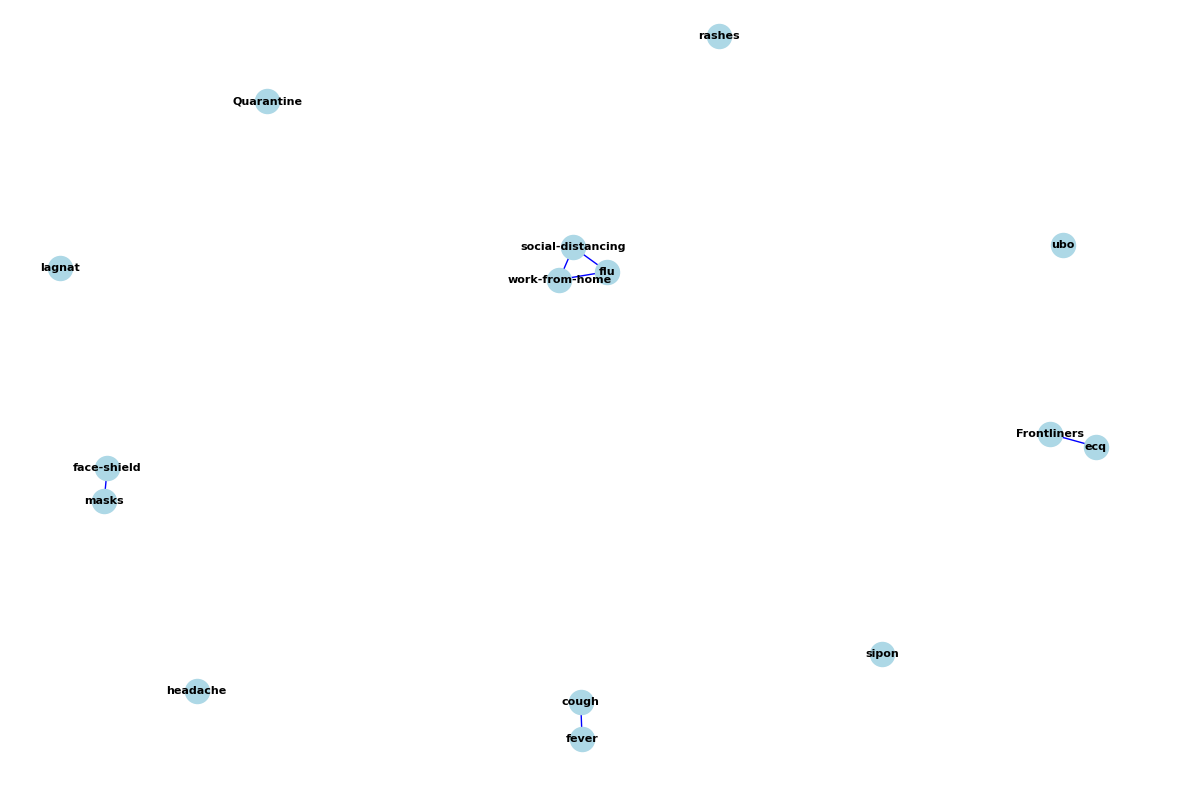 rashes
Quarantine
social-distancing
ubo
lagnat
flu
work-from-home
Frontliners
ecq
face-shield
masks
sipon
headache
cough
fever